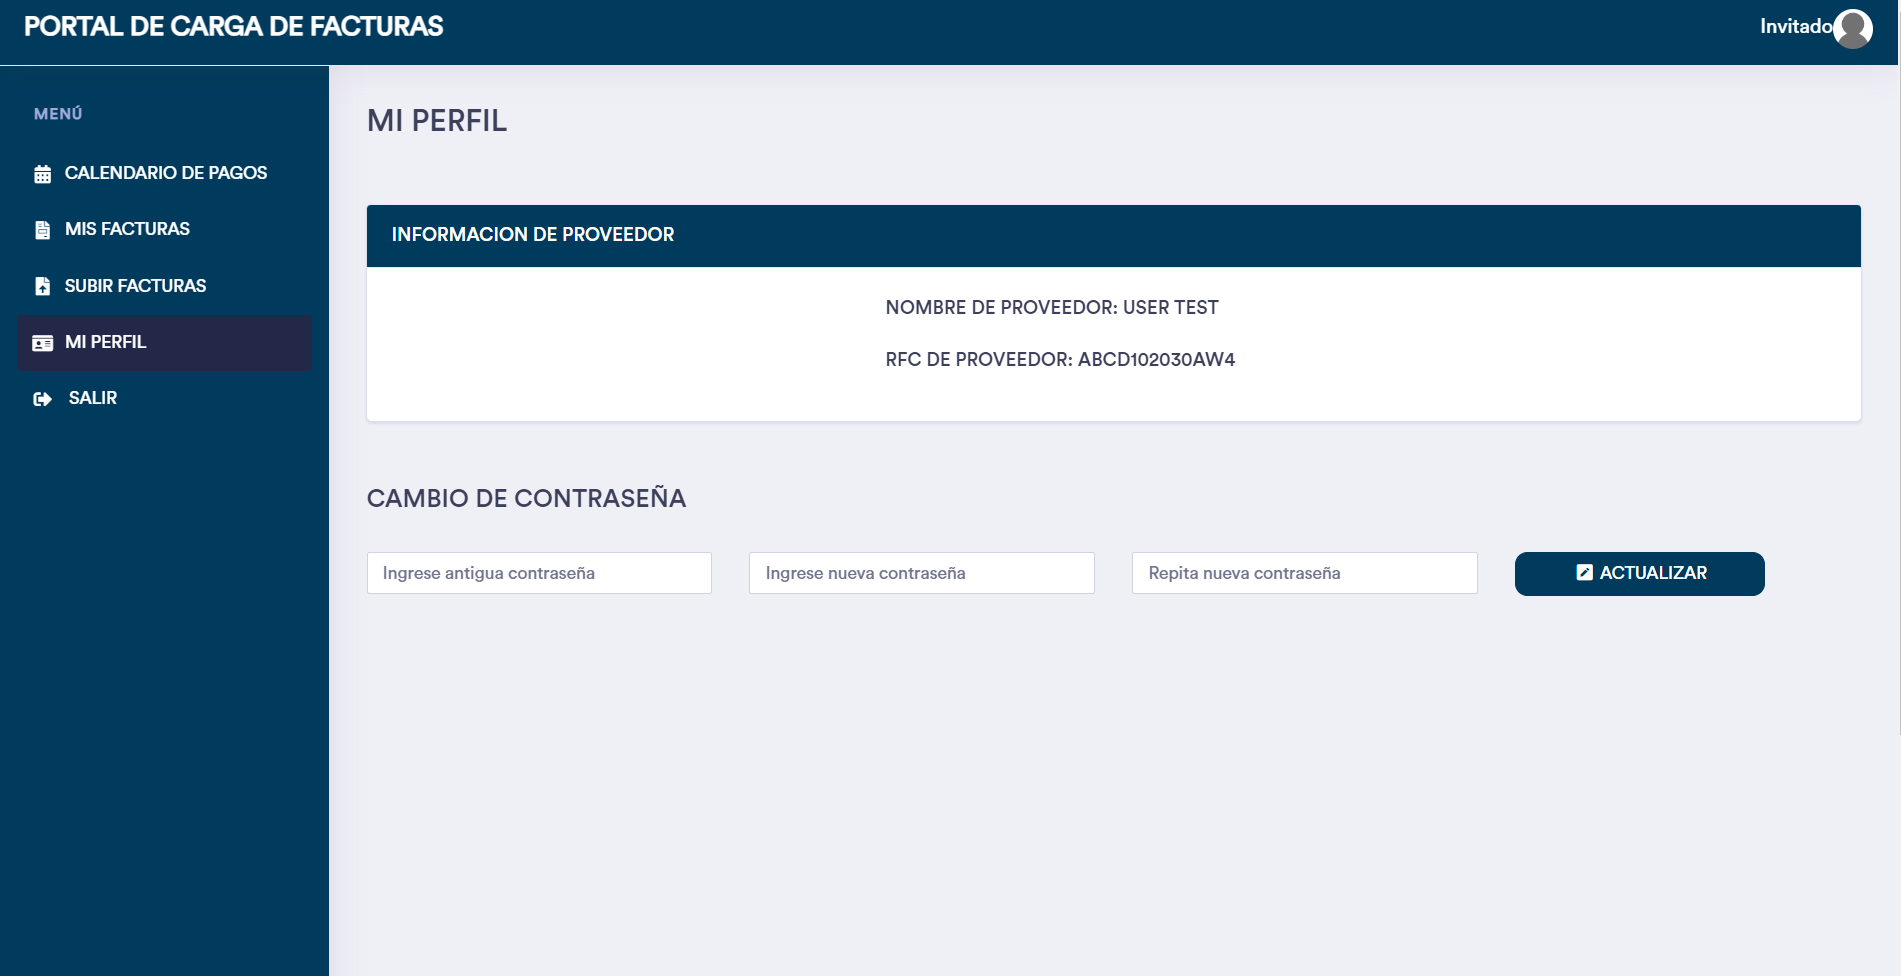 PORTAL DE CARGA DE FACTURAS
Invitado
MENÚ
CALENDARIO DE PAGOS
MIS FACTURAS
SUBIR FACTURAS
MI PERFIL
SALIR
MI PERFIL
INFORMACION DE PROVEEDOR
NOMBRE DE PROVEEDOR: USER TEST
RFC DE PROVEEDOR: ABCD102030AW4
CAMBIO DE CONTRASEÑA
Ingrese antigua contraseña
Ingrese nueva contraseña
Repita nueva contraseña
ACTUALIZAR